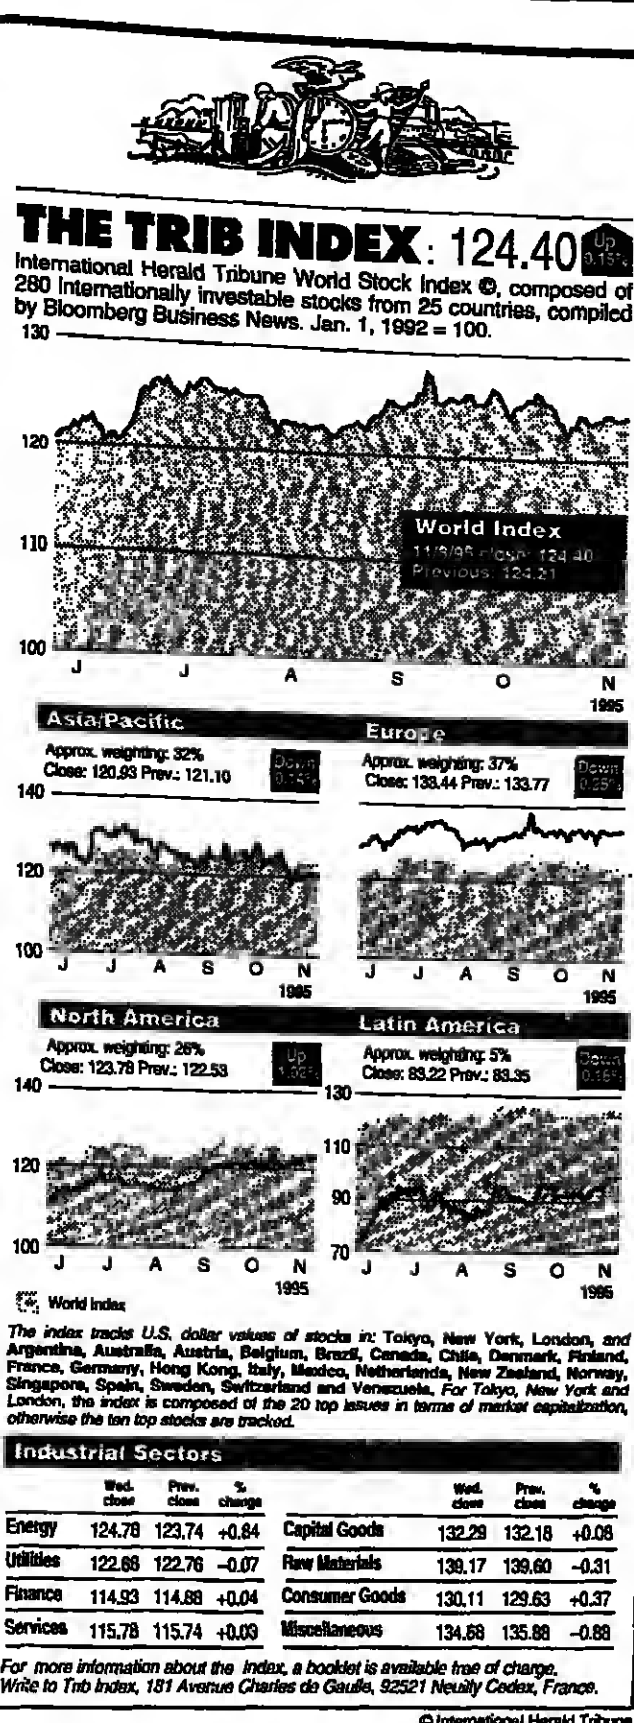 THE TRIB INDEX: 124.40 Up 0.15%
International Herald Tribune World Stock Index ©, composed of
280 internationally investable stocks from 25 countries, compiled
by Bloomberg Business News. Jan. 1, 1992 = 100.
130
120
110
100
World Index
11/8/95 close: 124.40
Previous: 124.21
J J A S O N
1995
Asia/Pacific
Approx. weighting: 32%
Close: 120.93 Prev.: 121.10
Down
140
120
100
J J A S O N
1995
Europe
Approx. weighting: 37%
Close: 133.44 Prev.: 133.77
Down
0.25%
J J A S O N
1995
North America
Approx. weighting: 26%
Close: 123.78 Prev.: 122.53
Up
1.02%
140
120
100
J J A S O N
1995
Latin America
Approx. weighting: 5%
Close: 83.22 Prev.: 83.35
Down
0.16%
130
110
90
70
J J A S O N
1995
World Index
The index tracks U.S. dollar values of stocks in: Tokyo, New York, London, and
Argentina, Australia, Austria, Belgium, Brazil, Canada, Chile, Denmark, Finland,
France, Germany, Hong Kong, Italy, Mexico, Netherlands, New Zealand, Norway,
Singapore, Spain, Sweden, Switzerland and Venezuela. For Tokyo, New York and
London, the index is composed of the 20 top issues in terms of market capitalization,
otherwise the ten top stocks are tracked.
Industrial Sectors
Wed. close Prev. close % change Wed. close Prev. close % change
Energy 124.78 123.74 +0.84 Capital Goods 132.29 132.18 +0.08
Utilities 122.68 122.76 −0.07 Raw Materials 139.17 139.60 −0.31
Finance 114.93 114.88 +0.04 Consumer Goods 130.11 129.63 +0.37
Services 115.78 115.74 +0.03 Miscellaneous 134.68 135.88 −0.88
For more information about the Index, a booklet is available free of charge.
Write to Trib Index, 181 Avenue Charles de Gaulle, 92521 Neuilly Cedex, France.
© International Herald Tribune